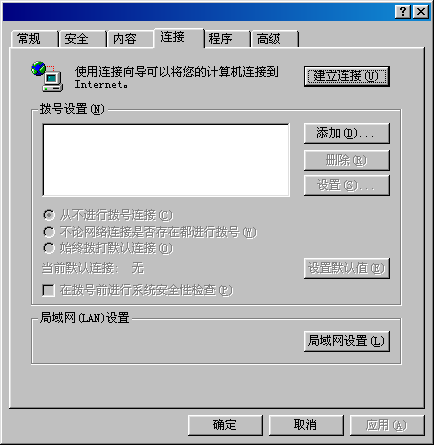 常规 安全 内容 连接 程序 高级
使用连接向导可以将您的计算机连接到
Internet。
建立连接(U)
拨号设置(N)
添加(D)...
删除(R)
设置(S)...
从不进行拨号连接(C)
不论网络连接是否存在都进行拨号(W)
始终拨打默认连接(O)
当前默认连接: 无
设置默认值(E)
在拨号前进行系统安全性检查(P)
局域网(LAN)设置
局域网设置(L)
确定 取消 应用(A)